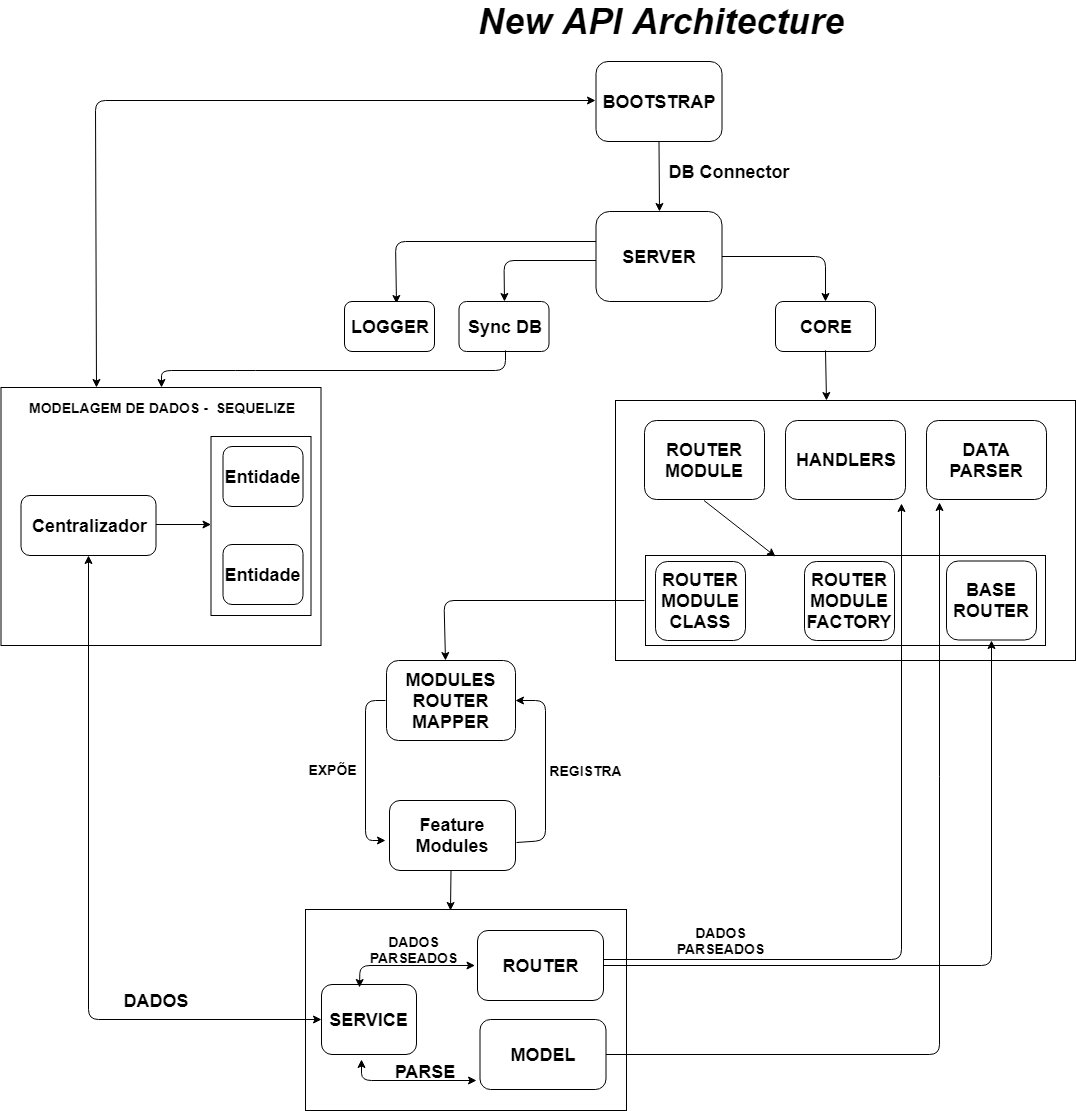 New API Architecture
BOOTSTRAP
DB Connector
SERVER
LOGGER
Sync DB
CORE
MODELAGEM DE DADOS - SEQUELIZE
Entidade
Centralizador
Entidade
ROUTER
MODULE
HANDLERS
DATA
PARSER
ROUTER
MODULE
CLASS
ROUTER
MODULE
FACTORY
BASE
ROUTER
MODULES
ROUTER
MAPPER
EXPÕE
REGISTRA
Feature
Modules
DADOS
PARSEADOS
ROUTER
DADOS
PARSEADOS
DADOS
SERVICE
MODEL
PARSE